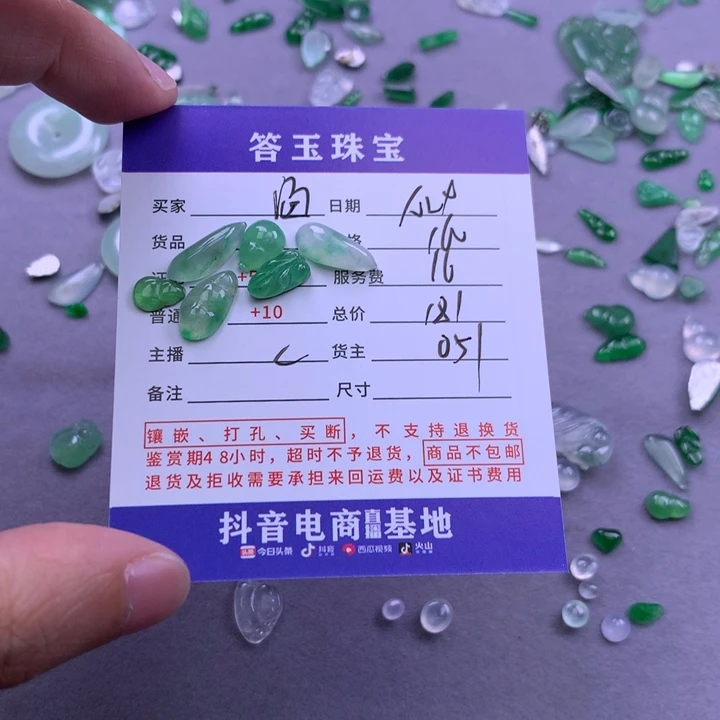 答玉珠宝
买家 日期
货品 格
+5 服务费 16
普通 +10 总价 181
主播 货主 051
备注 尺寸
镶嵌、打孔、买断，不支持退换货
鉴赏期48小时，超时不予退货，商品不包邮
退货及拒收需要承担来回运费以及证书费用
抖音电商直播基地
头条 今日头条 抖音 西瓜视频 火山